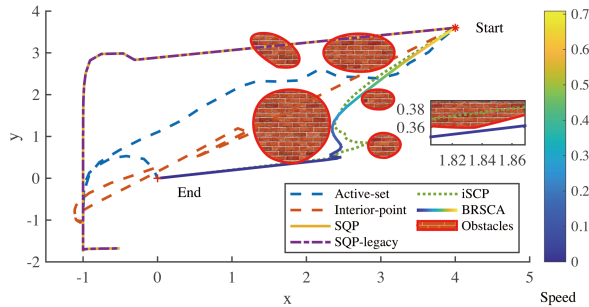 4
3
2
1
0
-1
-2
y
-1
0
1
2
3
4
5
x
Start
End
0.38
0.36
1.82
1.84
1.86
Active-set
Interior-point
SQP
SQP-legacy
iSCP
BRSCA
Obstacles
0.7
0.6
0.5
0.4
0.3
0.2
0.1
0
Speed